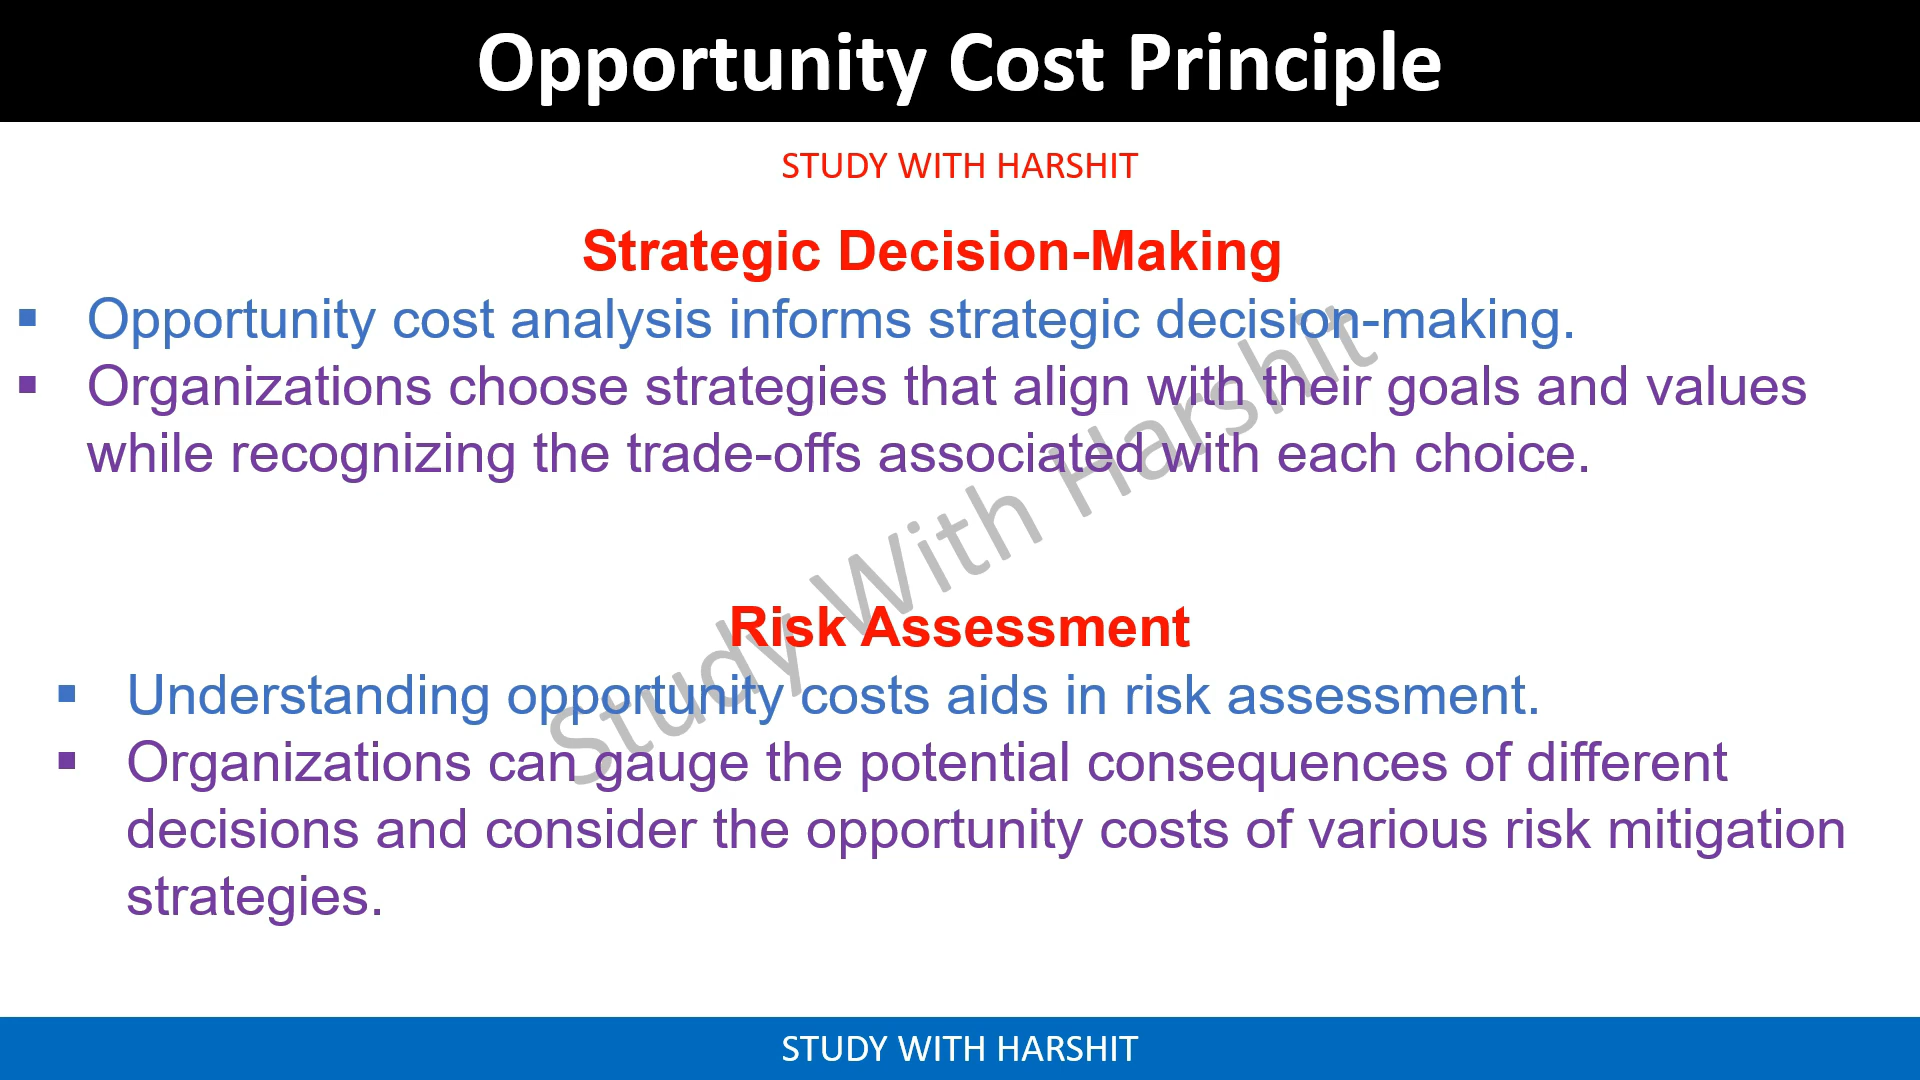 Opportunity Cost Principle
STUDY WITH HARSHIT
Strategic Decision-Making
▪ Opportunity cost analysis informs strategic decision-making.
▪ Organizations choose strategies that align with their goals and values
while recognizing the trade-offs associated with each choice.
Study With Harshit
Risk Assessment
▪ Understanding opportunity costs aids in risk assessment.
▪ Organizations can gauge the potential consequences of different
decisions and consider the opportunity costs of various risk mitigation
strategies.
STUDY WITH HARSHIT